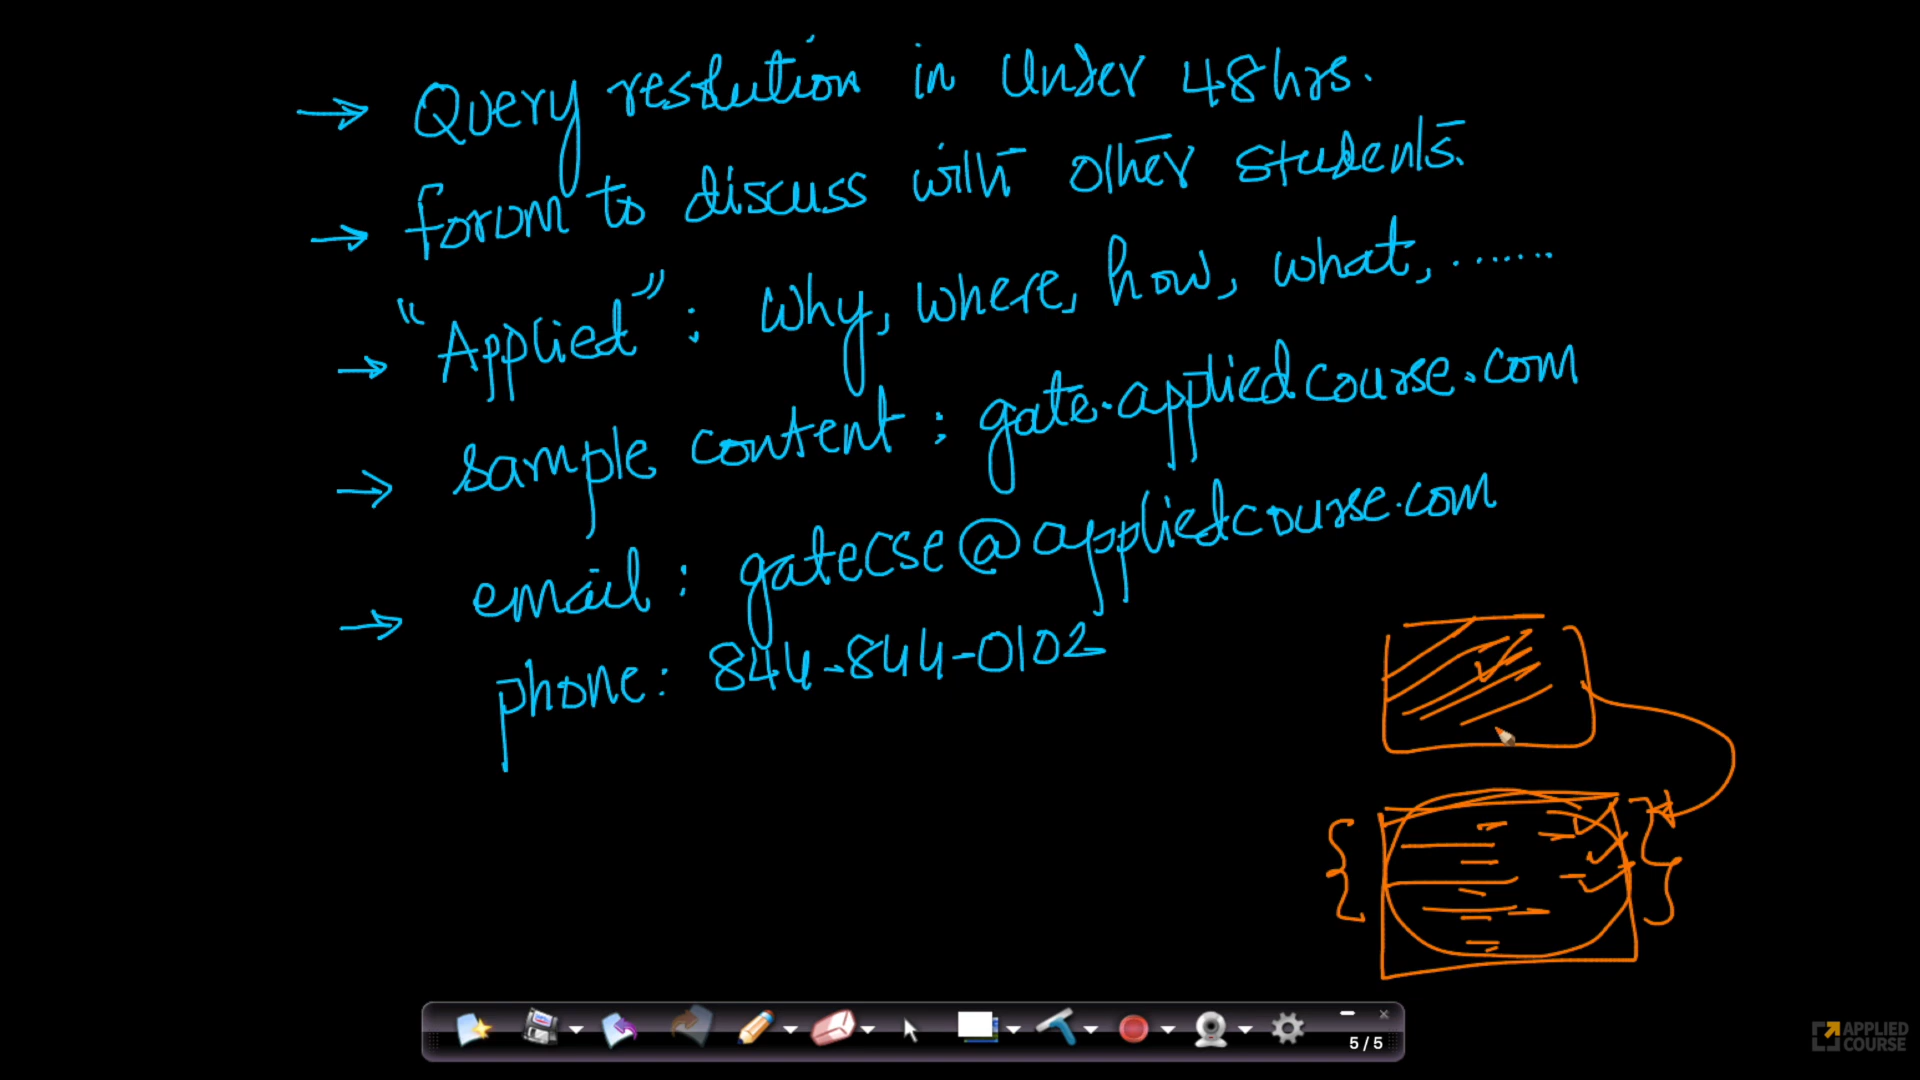 → Query resolution in Under 48hrs.
→ forum to discuss with other students.
→ "Applied" : Why, where, how, what, .......
→ sample content : gate.appliedcourse.com
→ email : gatecse@appliedcourse.com
phone: 844-844-0102
5 / 5
APPLIED
COURSE